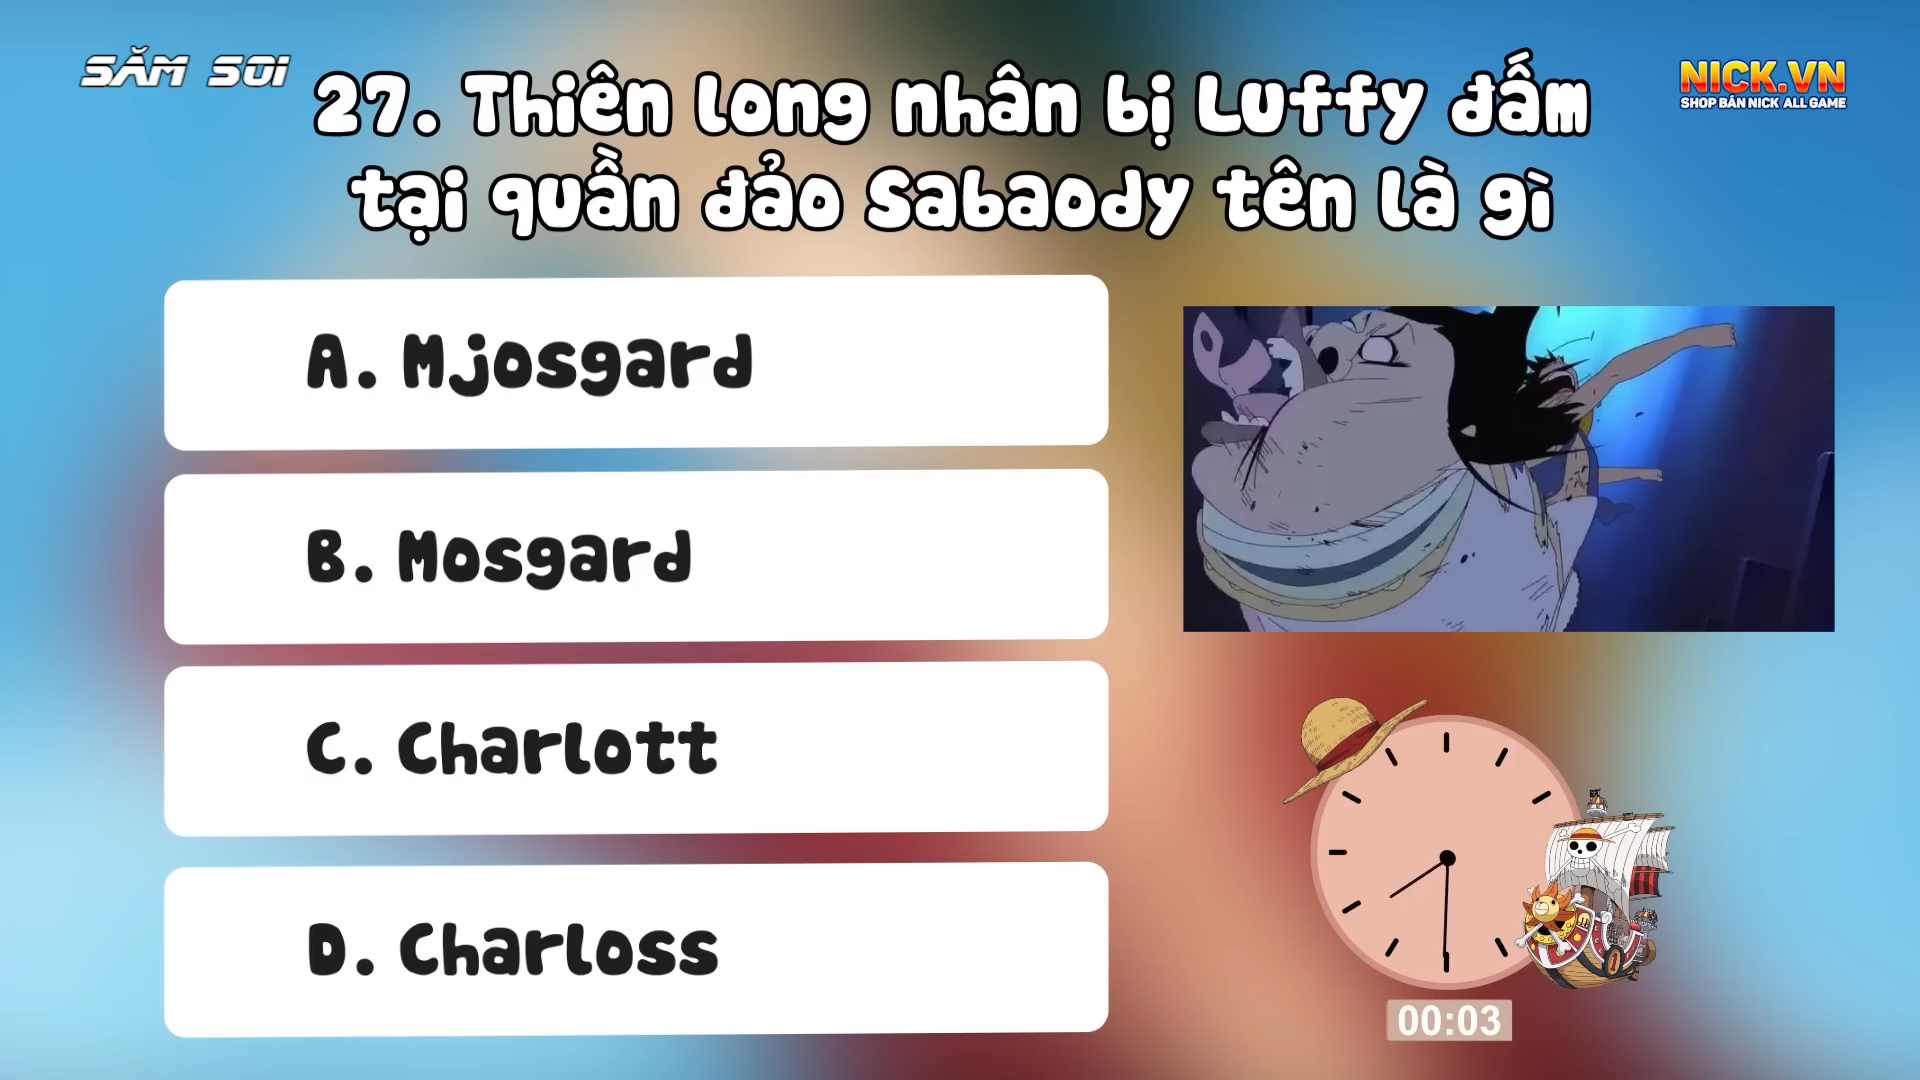 SĂM SOI
NICK.VN
SHOP BÁN NICK ALL GAME
27. Thiên long nhân bị Luffy đấm
tại quần đảo Sabaody tên là gì
A. Mjosgard
B. Mosgard
C. Charlott
D. Charloss
00:03